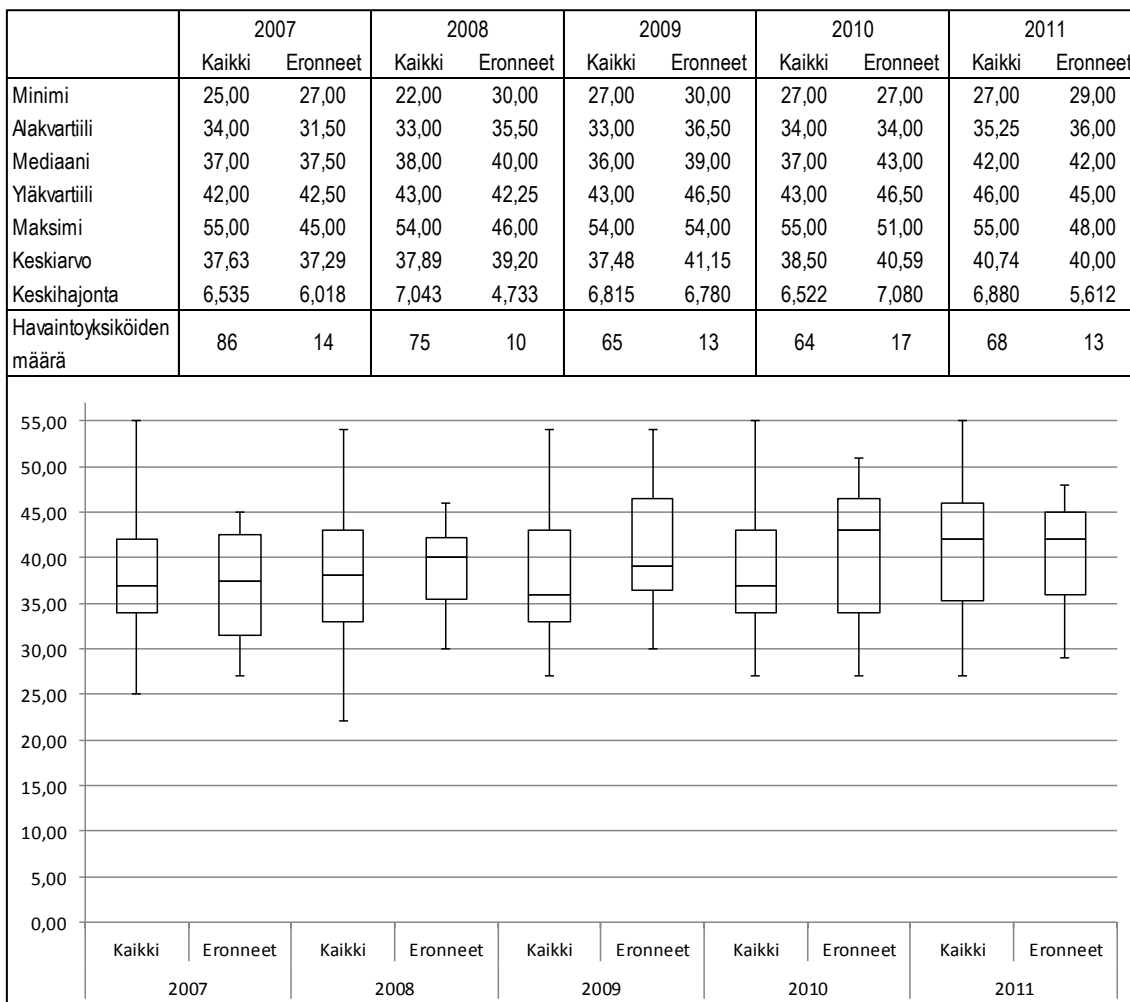 2007 2008 2009 2010 2011
Kaikki Eronneet Kaikki Eronneet Kaikki Eronneet Kaikki Eronneet Kaikki Eronneet
Minimi 25,00 27,00 22,00 30,00 27,00 30,00 27,00 27,00 27,00 29,00
Alakvartiili 34,00 31,50 33,00 35,50 33,00 36,50 34,00 34,00 35,25 36,00
Mediaani 37,00 37,50 38,00 40,00 36,00 39,00 37,00 43,00 42,00 42,00
Yläkvartiili 42,00 42,50 43,00 42,25 43,00 46,50 43,00 46,50 46,00 45,00
Maksimi 55,00 45,00 54,00 46,00 54,00 54,00 55,00 51,00 55,00 48,00
Keskiarvo 37,63 37,29 37,89 39,20 37,48 41,15 38,50 40,59 40,74 40,00
Keskihajonta 6,535 6,018 7,043 4,733 6,815 6,780 6,522 7,080 6,880 5,612
Havaintoyksiköiden
määrä 86 14 75 10 65 13 64 17 68 13
55,00
50,00
45,00
40,00
35,00
30,00
25,00
20,00
15,00
10,00
5,00
0,00
Kaikki Eronneet Kaikki Eronneet Kaikki Eronneet Kaikki Eronneet Kaikki Eronneet
2007 2008 2009 2010 2011